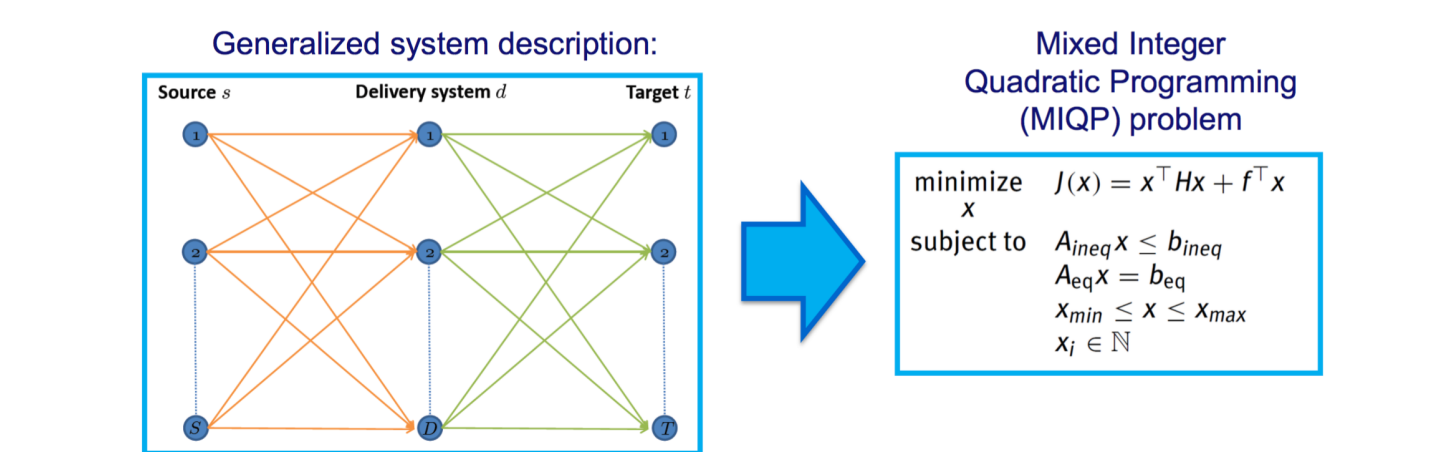 Generalized system description:
Source s
Delivery system d
Target t
1
1
1
2
2
2
S
D
T
Mixed Integer
Quadratic Programming
(MIQP) problem
minimize J(x) = x⊤Hx + f⊤x
x
subject to A_ineq x ≤ b_ineq
A_eq x = b_eq
x_min ≤ x ≤ x_max
x_i ∈ ℕ